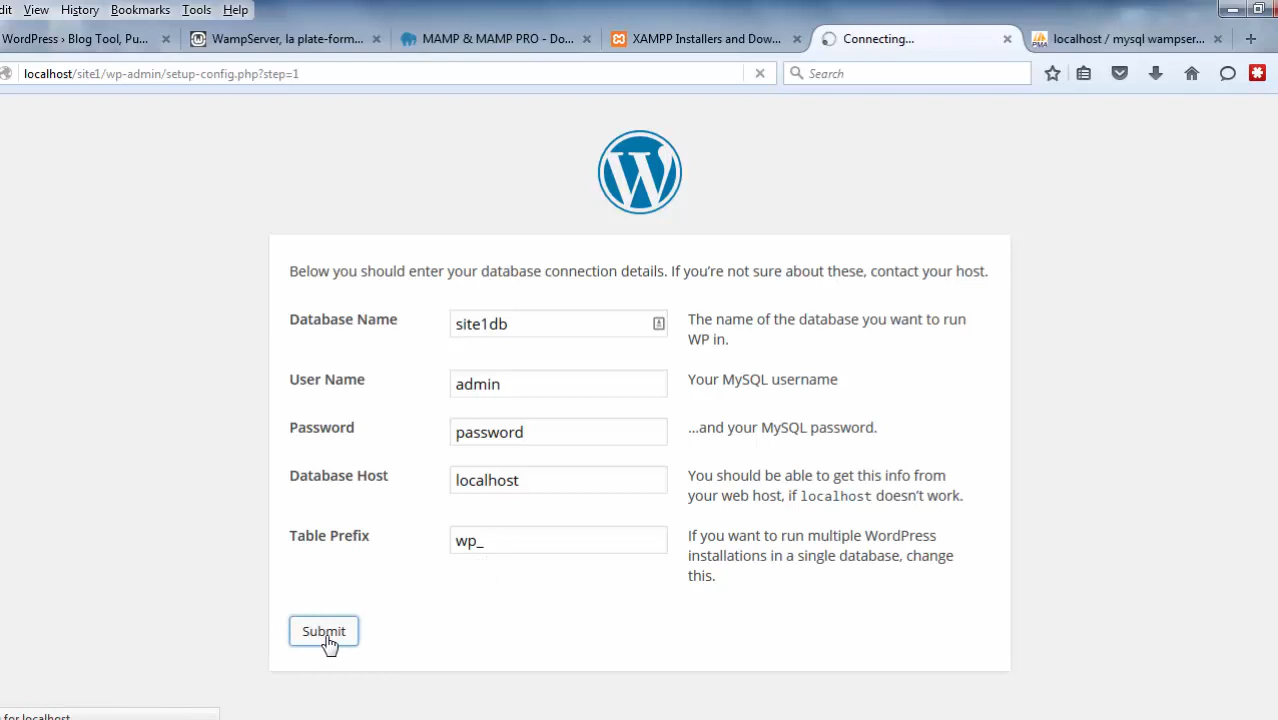 dit View History Bookmarks Tools Help
WordPress › Blog Tool, Pu... × WampServer, la plate-form... × MAMP & MAMP PRO - Do... × XAMPP Installers and Dow... × Connecting... × PMA localhost / mysql wampser... × +
localhost/site1/wp-admin/setup-config.php?step=1 × Search
W
Below you should enter your database connection details. If you’re not sure about these, contact your host.
Database Name site1db The name of the database you want to run
WP in.
User Name admin Your MySQL username
Password password …and your MySQL password.
Database Host localhost You should be able to get this info from
your web host, if localhost doesn’t work.
Table Prefix wp_ If you want to run multiple WordPress
installations in a single database, change
this.
Submit
for localhost